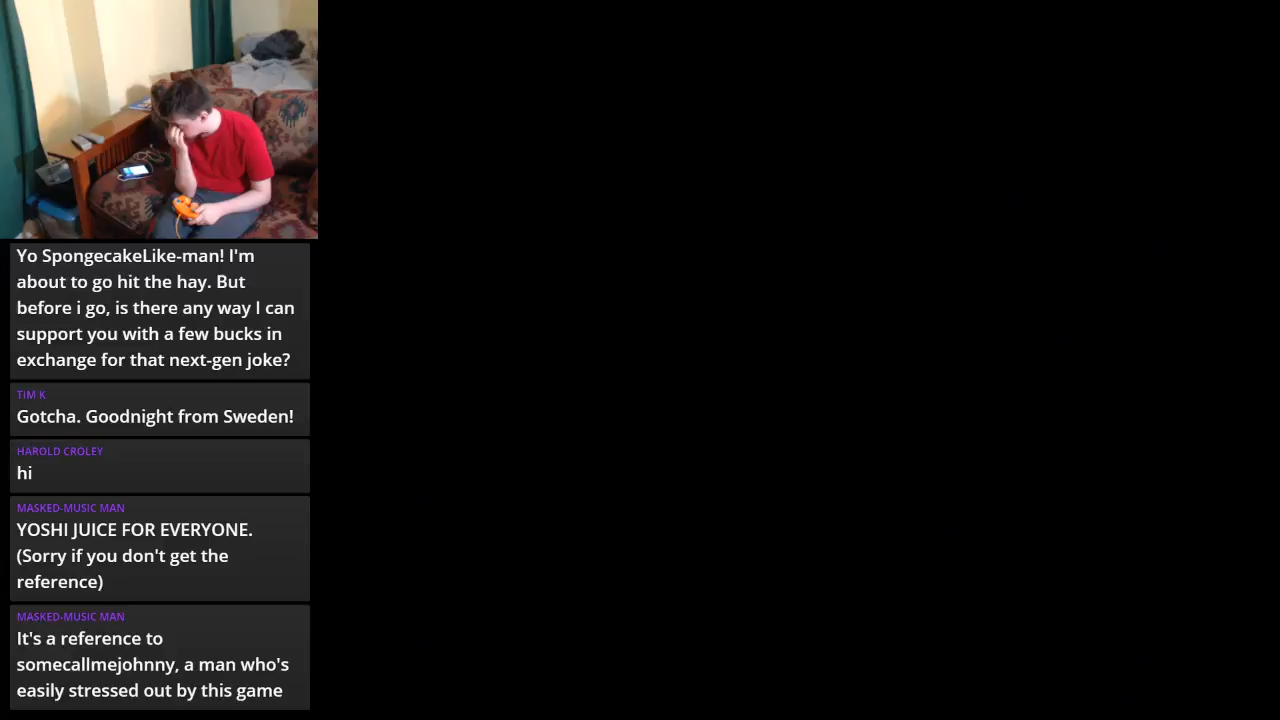 Yo SpongecakeLike-man! I'm
about to go hit the hay. But
before i go, is there any way I can
support you with a few bucks in
exchange for that next-gen joke?
TIM K
Gotcha. Goodnight from Sweden!
HAROLD CROLEY
hi
MASKED-MUSIC MAN
YOSHI JUICE FOR EVERYONE.
(Sorry if you don't get the
reference)
MASKED-MUSIC MAN
It's a reference to
somecallmejohnny, a man who's
easily stressed out by this game